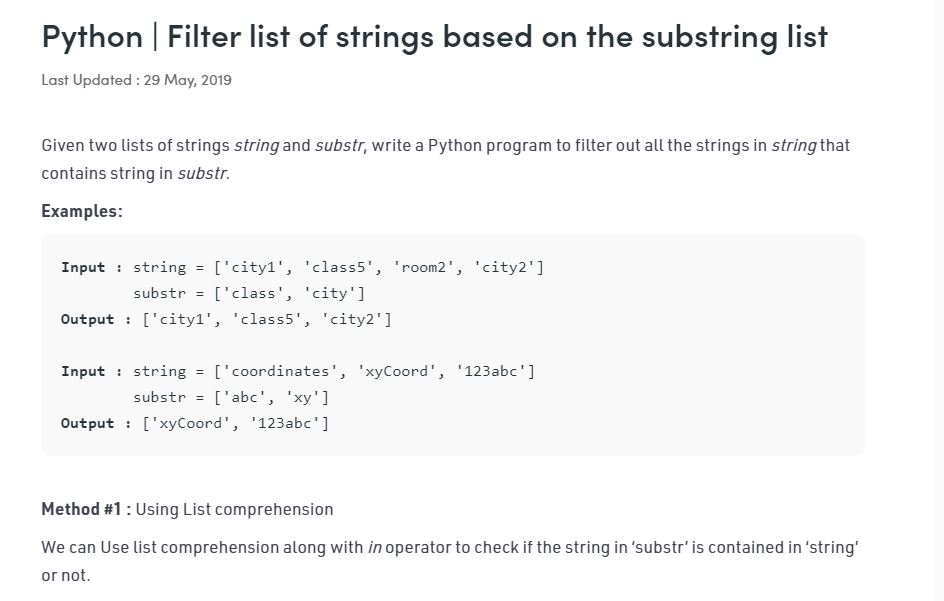 Python | Filter list of strings based on the substring list
Last Updated : 29 May, 2019
Given two lists of strings string and substr, write a Python program to filter out all the strings in string that
contains string in substr.
Examples:
Input : string = ['city1', 'class5', 'room2', 'city2']
substr = ['class', 'city']
Output : ['city1', 'class5', 'city2']
Input : string = ['coordinates', 'xyCoord', '123abc']
substr = ['abc', 'xy']
Output : ['xyCoord', '123abc']
Method #1 : Using List comprehension
We can Use list comprehension along with in operator to check if the string in ‘substr’ is contained in ‘string’
or not.